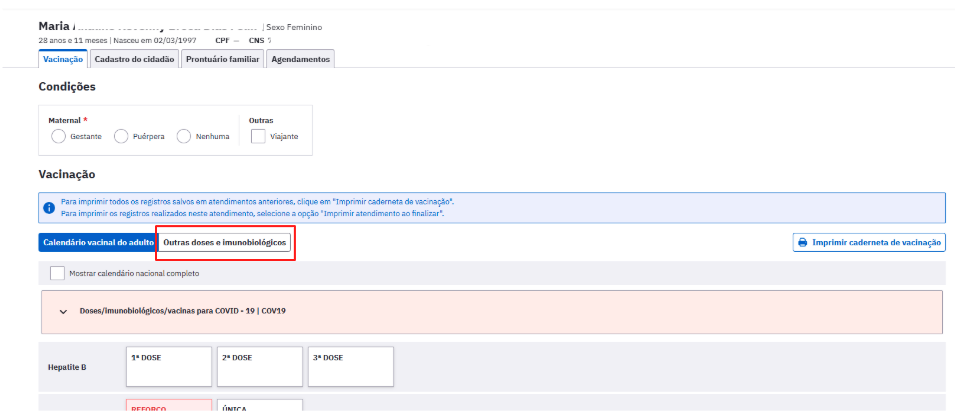 Maria | Sexo Feminino
28 anos e 11 meses | Nasceu em 02/03/1997 CPF — CNS
Vacinação Cadastro do cidadão Prontuário familiar Agendamentos
Condições
Maternal * Outras
Gestante Puérpera Nenhuma Viajante
Vacinação
Para imprimir todos os registros salvos em atendimentos anteriores, clique em "Imprimir caderneta de vacinação".
Para imprimir os registros realizados neste atendimento, selecione a opção "Imprimir atendimento ao finalizar".
Calendário vacinal do adulto Outras doses e imunobiológicos Imprimir caderneta de vacinação
Mostrar calendário nacional completo
Doses/imunobiológicos/vacinas para COVID - 19 | COV19
1ª DOSE 2ª DOSE 3ª DOSE
Hepatite B
REFORÇO ÚNICA